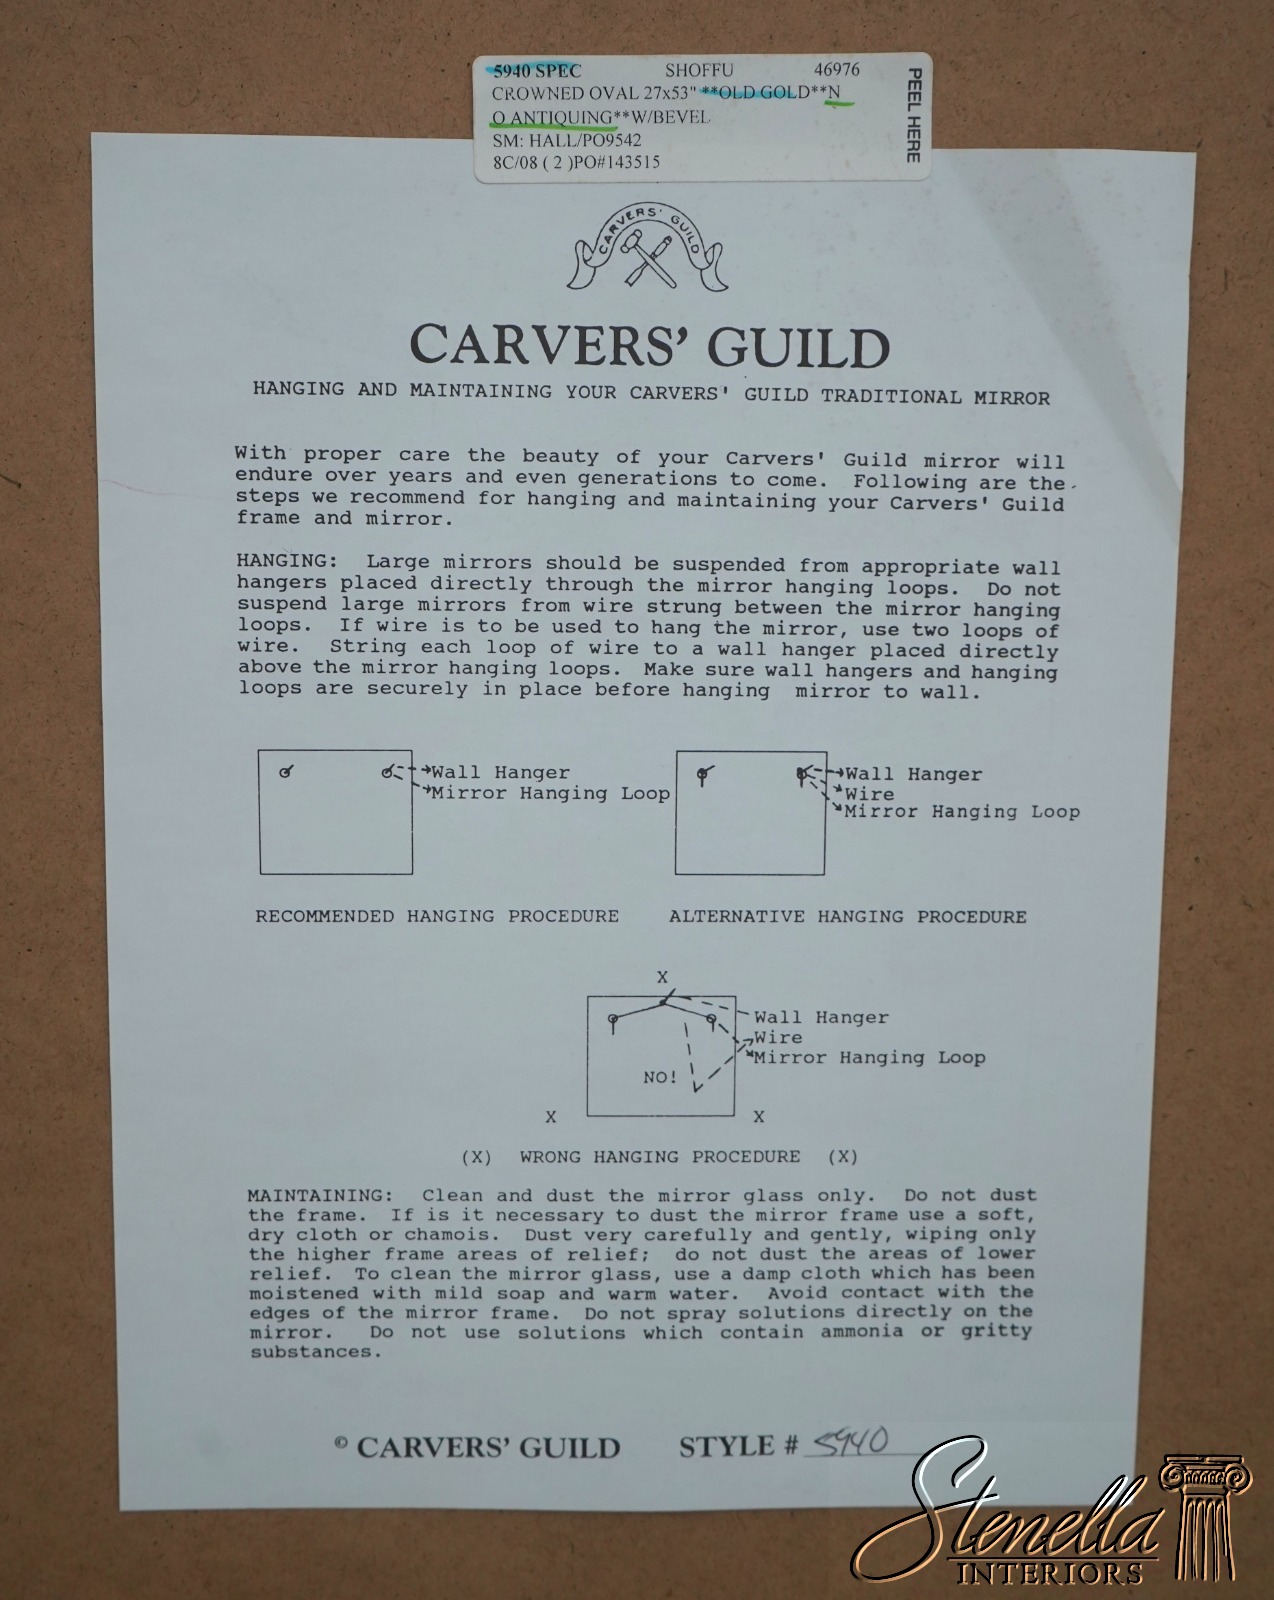 5940 SPEC SHOFFU 46976
CROWNED OVAL 27x53" **OLD GOLD**N
O ANTIQUING**W/BEVEL
SM: HALL/PO9542
8C/08 ( 2 )PO#143515
PEEL HERE
CARVERS' GUILD
CARVERS' GUILD
HANGING AND MAINTAINING YOUR CARVERS' GUILD TRADITIONAL MIRROR
With proper care the beauty of your Carvers' Guild mirror will
endure over years and even generations to come. Following are the
steps we recommend for hanging and maintaining your Carvers' Guild
frame and mirror.
HANGING: Large mirrors should be suspended from appropriate wall
hangers placed directly through the mirror hanging loops. Do not
suspend large mirrors from wire strung between the mirror hanging
loops. If wire is to be used to hang the mirror, use two loops of
wire. String each loop of wire to a wall hanger placed directly
above the mirror hanging loops. Make sure wall hangers and hanging
loops are securely in place before hanging mirror to wall.
Wall Hanger
Mirror Hanging Loop
Wall Hanger
Wire
Mirror Hanging Loop
RECOMMENDED HANGING PROCEDURE
ALTERNATIVE HANGING PROCEDURE
X
Wall Hanger
Wire
Mirror Hanging Loop
NO!
X X
(X) WRONG HANGING PROCEDURE (X)
MAINTAINING: Clean and dust the mirror glass only. Do not dust
the frame. If is it necessary to dust the mirror frame use a soft,
dry cloth or chamois. Dust very carefully and gently, wiping only
the higher frame areas of relief; do not dust the areas of lower
relief. To clean the mirror glass, use a damp cloth which has been
moistened with mild soap and warm water. Avoid contact with the
edges of the mirror frame. Do not spray solutions directly on the
mirror. Do not use solutions which contain ammonia or gritty
substances.
© CARVERS' GUILD STYLE # 5940
Stenella
INTERIORS